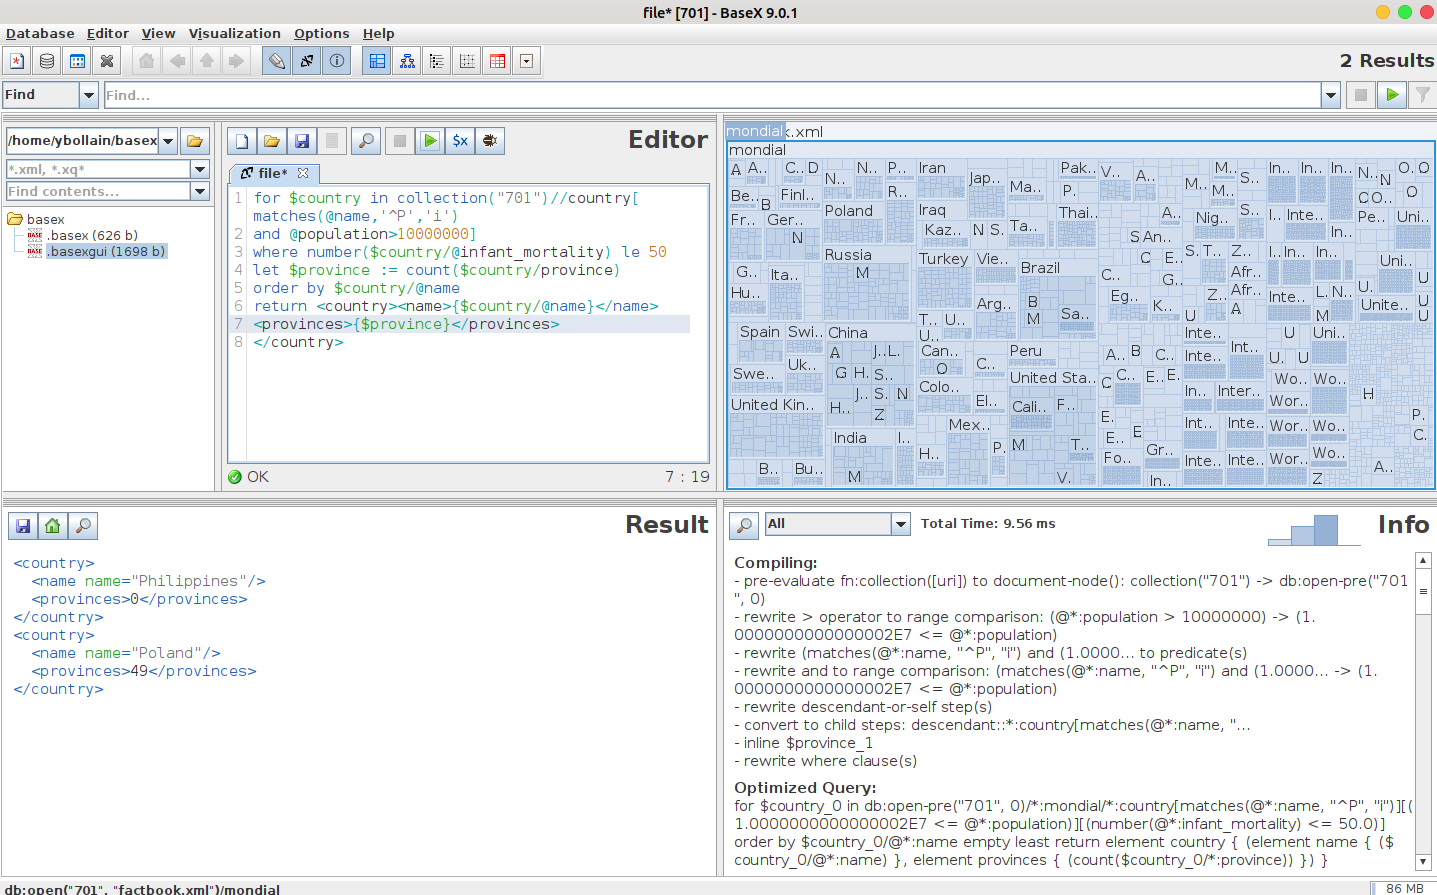 file* [701] - BaseX 9.0.1
Database Editor View Visualization Options Help
2 Results
Find
Find...
/home/ybollain/basex
*.xml, *.xq*
Find contents...
basex
.basex (626 b)
.basexgui (1698 b)
$x
Editor
file*
1 for $country in collection("701")//country[
matches(@name,'^P','i')
2 and @population>10000000]
3 where number($country/@infant_mortality) le 50
4 let $province := count($country/province)
5 order by $country/@name
6 return <country><name>{$country/@name}</name>
7 <provinces>{$province}</provinces>
8 </country>
OK
7 : 19
mondial k.xml
mondial
A A.. C.. D N.. P.. Iran Pak.. V.. M.. In.. In.. In.. O.. O
Be.. Finl.. N.. R.. Jap.. Ma.. P.. A.. M.. S..
Fr.. B Ger.. Poland Iraq Ta.. Thai.. A.. Nig.. S.. I.. Inte.. In.. Pe.. Uni..
N Kaz.. N S..
G.. Ita.. Russia Turkey Vie.. Brazil
Hu.. M Arg.. B M Sa..
S An.. C.. E.. G.. Eg.. K..
S.. T.. Z.. Z.. Afr.. Afr.. A Inte.. In.. Uni.. U. L. N.. M Unite.. U U
Spain Swi.. China T.. U.. U..
A J.. L.. Can.. O C.. Peru
Uk.. G H.. S.. N Colo..
Swe.. J.. S. El.. United Sta..
United Kin.. H.. Z Cali.. F..
India I.. Mex.. M T..
B.. Bu.. M H.. P. V.
A.. B C.. C C.. E.. E.
E. E.. E Fo.. Gr.. In..
Inte.. Inte.. Int.. U U. U Uni..
In.. Inter.. Wo.. Wo.. Wor.. H
Int.. Inte.. Wor.. Wo.. P. C.
Inte.. Inte.. Wor.. Wo.. Z A..
Result
<country>
<name name="Philippines"/>
<provinces>0</provinces>
</country>
<country>
<name name="Poland"/>
<provinces>49</provinces>
</country>
All
Total Time: 9.56 ms
Info
Compiling:
- pre-evaluate fn:collection([uri]) to document-node(): collection("701") -> db:open-pre("701
", 0)
- rewrite > operator to range comparison: (@*:population > 10000000) -> (1.
0000000000000002E7 <= @*:population)
- rewrite (matches(@*:name, "^P", "i") and (1.0000... to predicate(s)
- rewrite and to range comparison: (matches(@*:name, "^P", "i") and (1.0000... -> (1.
0000000000000002E7 <= @*:population)
- rewrite descendant-or-self step(s)
- convert to child steps: descendant::*:country[matches(@*:name, "...
- inline $province_1
- rewrite where clause(s)
Optimized Query:
for $country_0 in db:open-pre("701", 0)/*:mondial/*:country[matches(@*:name, "^P", "i")][(
1.0000000000000002E7 <= @*:population)][(number(@*:infant_mortality) <= 50.0)]
order by $country_0/@*:name empty least return element country { (element name { ($
country_0/@*:name) }, element provinces { (count($country_0/*:province)) }) }
db:open("701", "factbook.xml")/mondial
86 MB